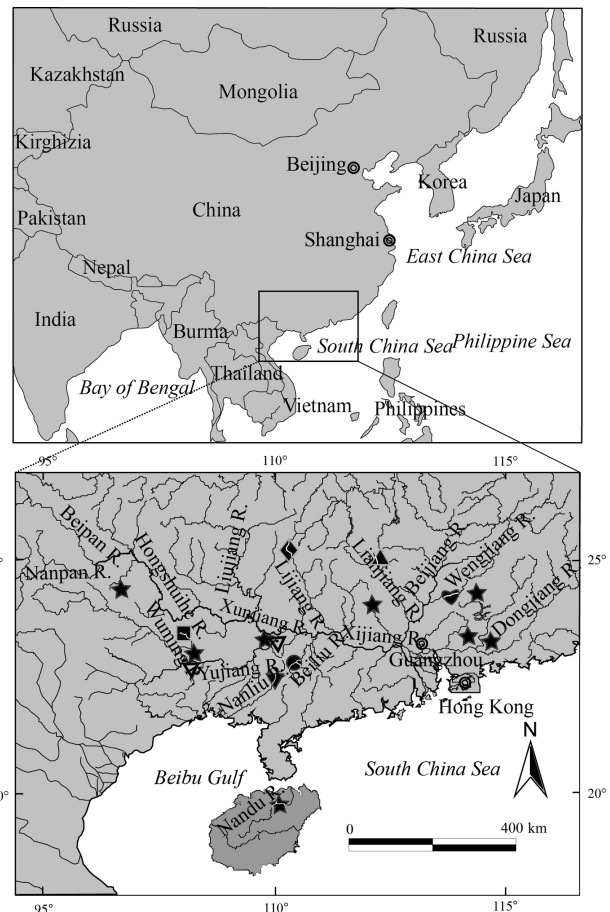 Russia
Russia
Kazakhstan
Mongolia
Kirghizia
Beijing
Korea
Japan
China
Pakistan
Shanghai
East China Sea
Nepal
India
Burma
South China Sea
Philippine Sea
Thailand
Bay of Bengal
Vietnam
Philippines
95°
110°
115°
25°
Beipan R.
Hongshuihe R.
Liujiang R.
Lijiang R.
Lianjiang R.
Beijiang R.
Wengjiang R.
Nanpan R.
Dongjiang R.
Wuming R.
Xunjiang R.
Xijiang R.
Yujiang R.
Nanliu R.
Beiliu R.
Guangzhou
Hong Kong
N
Beibu Gulf
South China Sea
20°
Nandu R.
0 400 km
95°
110°
115°